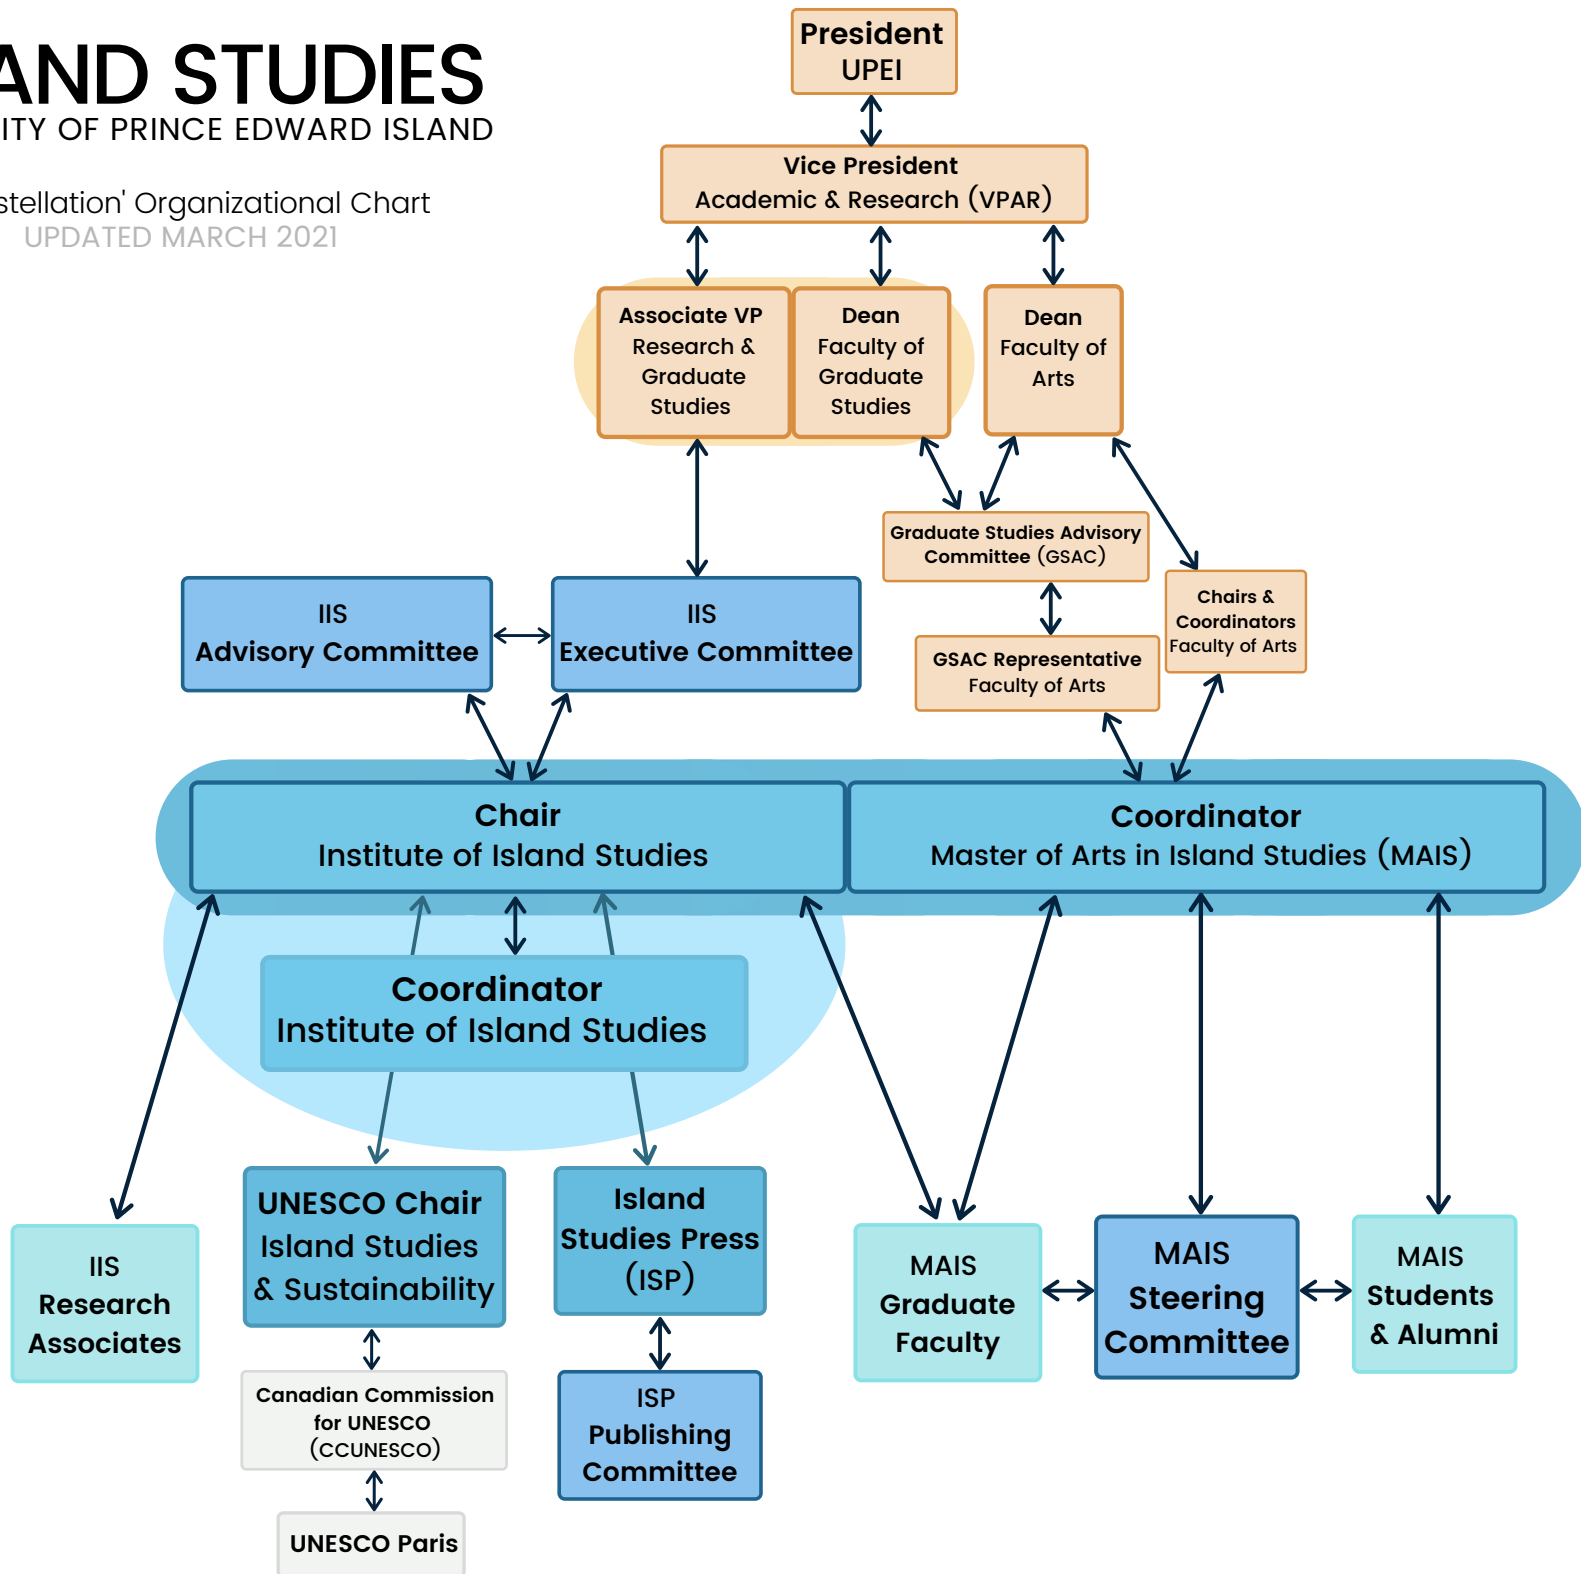 AND STUDIES
ITY OF PRINCE EDWARD ISLAND
stellation' Organizational Chart
UPDATED MARCH 2021
President
UPEI
Vice President
Academic & Research (VPAR)
Associate VP
Research &
Graduate
Studies
Dean
Faculty of
Graduate
Studies
Dean
Faculty of
Arts
Graduate Studies Advisory
Committee (GSAC)
Chairs &
Coordinators
Faculty of Arts
GSAC Representative
Faculty of Arts
IIS
Advisory Committee
IIS
Executive Committee
Chair
Institute of Island Studies
Coordinator
Master of Arts in Island Studies (MAIS)
Coordinator
Institute of Island Studies
IIS
Research
Associates
UNESCO Chair
Island Studies
& Sustainability
Island
Studies Press
(ISP)
MAIS
Graduate
Faculty
MAIS
Steering
Committee
MAIS
Students
& Alumni
Canadian Commission
for UNESCO
(CCUNESCO)
ISP
Publishing
Committee
UNESCO Paris